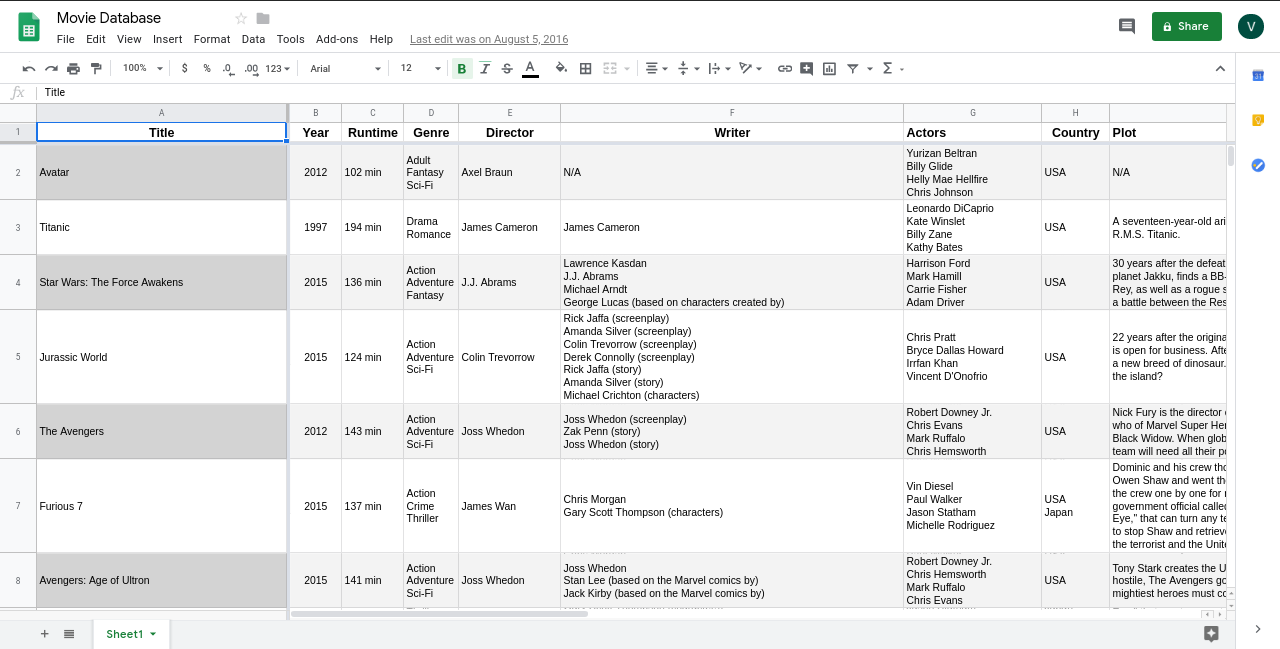 Movie Database
File Edit View Insert Format Data Tools Add-ons Help Last edit was on August 5, 2016
Share
V
100% $ % .0 .00 123 Arial 12 B I S A Σ
31
fx Title
A B C D E F G H
1 Title Year Runtime Genre Director Writer Actors Country Plot
2 Avatar 2012 102 min
Adult
Fantasy
Sci-Fi
Axel Braun
N/A
Yurizan Beltran
Billy Glide
Helly Mae Hellfire
Chris Johnson
USA
N/A
3 Titanic 1997 194 min
Drama
Romance
James Cameron
James Cameron
Leonardo DiCaprio
Kate Winslet
Billy Zane
Kathy Bates
USA
A seventeen-year-old ari
R.M.S. Titanic.
4 Star Wars: The Force Awakens 2015 136 min
Action
Adventure
Fantasy
J.J. Abrams
Lawrence Kasdan
J.J. Abrams
Michael Arndt
George Lucas (based on characters created by)
Harrison Ford
Mark Hamill
Carrie Fisher
Adam Driver
USA
30 years after the defeat
planet Jakku, finds a BB-
Rey, as well as a rogue s
a battle between the Res
5 Jurassic World 2015 124 min
Action
Adventure
Sci-Fi
Colin Trevorrow
Rick Jaffa (screenplay)
Amanda Silver (screenplay)
Colin Trevorrow (screenplay)
Derek Connolly (screenplay)
Rick Jaffa (story)
Amanda Silver (story)
Michael Crichton (characters)
Chris Pratt
Bryce Dallas Howard
Irrfan Khan
Vincent D'Onofrio
USA
22 years after the origina
is open for business. Afte
a new breed of dinosaur.
the island?
6 The Avengers 2012 143 min
Action
Adventure
Sci-Fi
Joss Whedon
Joss Whedon (screenplay)
Zak Penn (story)
Joss Whedon (story)
Robert Downey Jr.
Chris Evans
Mark Ruffalo
Chris Hemsworth
USA
Nick Fury is the director
who of Marvel Super Her
Black Widow. When glob
team will need all their po
7 Furious 7 2015 137 min
Action
Crime
Thriller
James Wan
Chris Morgan
Gary Scott Thompson (characters)
Vin Diesel
Paul Walker
Jason Statham
Michelle Rodriguez
USA
Japan
Dominic and his crew tho
Owen Shaw and went the
the crew one by one for r
government official called
Eye," that can turn any te
to stop Shaw and retrieve
the terrorist and the Unite
8 Avengers: Age of Ultron 2015 141 min
Action
Adventure
Sci-Fi
Joss Whedon
Joss Whedon
Stan Lee (based on the Marvel comics by)
Jack Kirby (based on the Marvel comics by)
Robert Downey Jr.
Chris Hemsworth
Mark Ruffalo
Chris Evans
USA
Tony Stark creates the U
hostile, The Avengers go
mightiest heroes must co
Sheet1